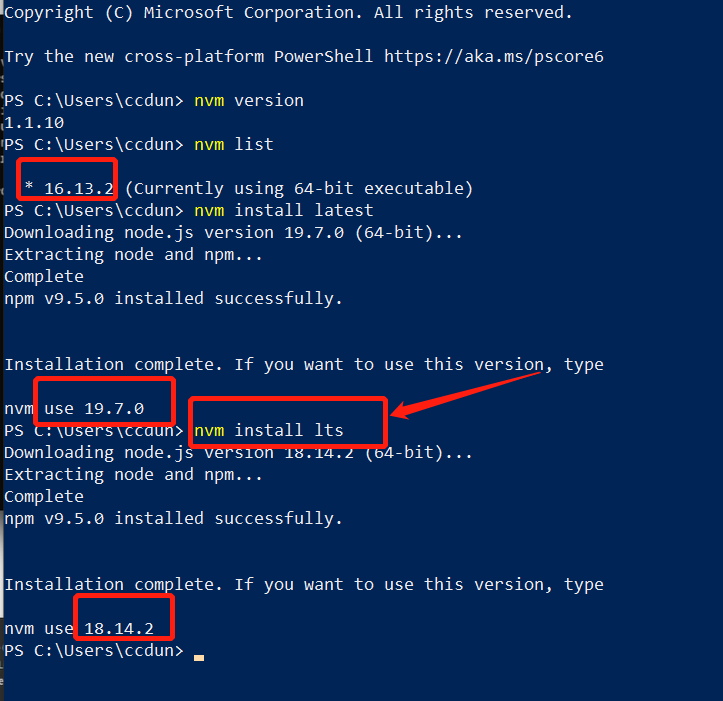 Copyright (C) Microsoft Corporation. All rights reserved.
Try the new cross-platform PowerShell https://aka.ms/pscore6
PS C:\Users\ccdun> nvm version
1.1.10
PS C:\Users\ccdun> nvm list
* 16.13.2 (Currently using 64-bit executable)
PS C:\Users\ccdun> nvm install latest
Downloading node.js version 19.7.0 (64-bit)...
Extracting node and npm...
Complete
npm v9.5.0 installed successfully.
Installation complete. If you want to use this version, type
nvm use 19.7.0
PS C:\Users\ccdun> nvm install lts
Downloading node.js version 18.14.2 (64-bit)...
Extracting node and npm...
Complete
npm v9.5.0 installed successfully.
Installation complete. If you want to use this version, type
nvm use 18.14.2
PS C:\Users\ccdun>